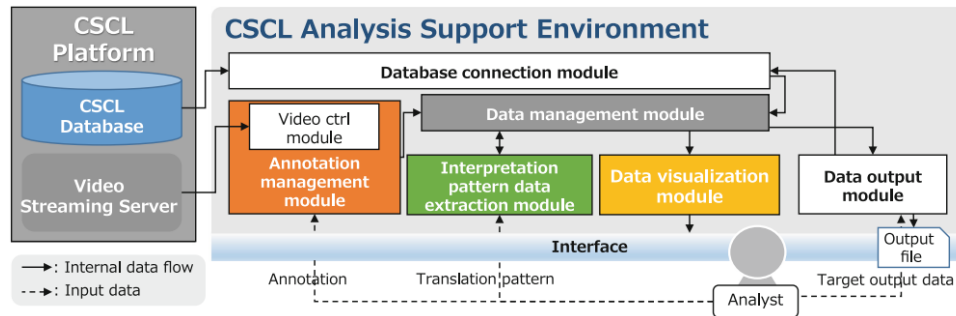 CSCL
Platform
CSCL
Database
Video
Streaming Server
CSCL Analysis Support Environment
Database connection module
Video ctrl
module
Annotation
management
module
Data management module
Interpretation
pattern data
extraction module
Data visualization
module
Data output
module
Interface
Output
file
: Internal data flow
: Input data
Annotation
Translation pattern
Analyst
Target output data